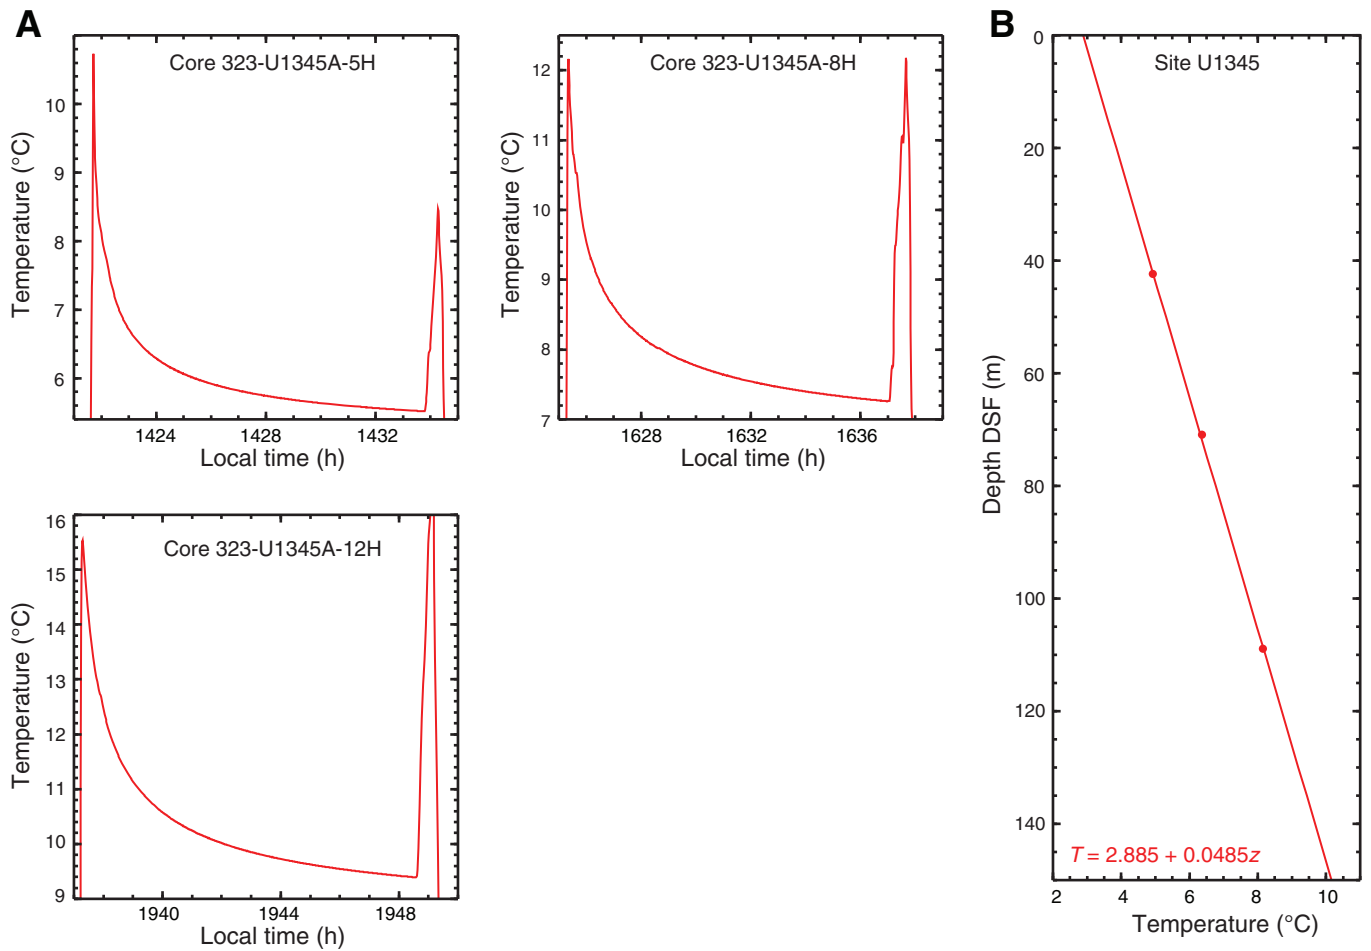 A
Core 323-U1345A-5H
10
9
8
7
6
Temperature (°C)
1424 1428 1432
Local time (h)
Core 323-U1345A-8H
12
11
10
9
8
7
Temperature (°C)
1628 1632 1636
Local time (h)
Core 323-U1345A-12H
16
15
14
13
12
11
10
9
Temperature (°C)
1940 1944 1948
Local time (h)
B
Site U1345
0
20
40
60
80
100
120
140
Depth DSF (m)
T = 2.885 + 0.0485z
2 4 6 8 10
Temperature (°C)